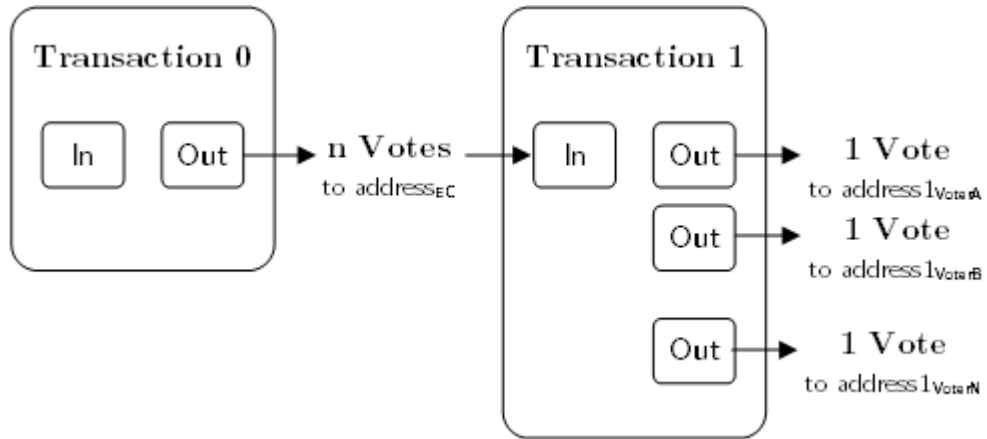 Transaction 0
In
Out
n Votes
to address_EC
Transaction 1
In
Out
1 Vote
to address1_VoterA
Out
1 Vote
to address1_VoterB
Out
1 Vote
to address1_VoterN